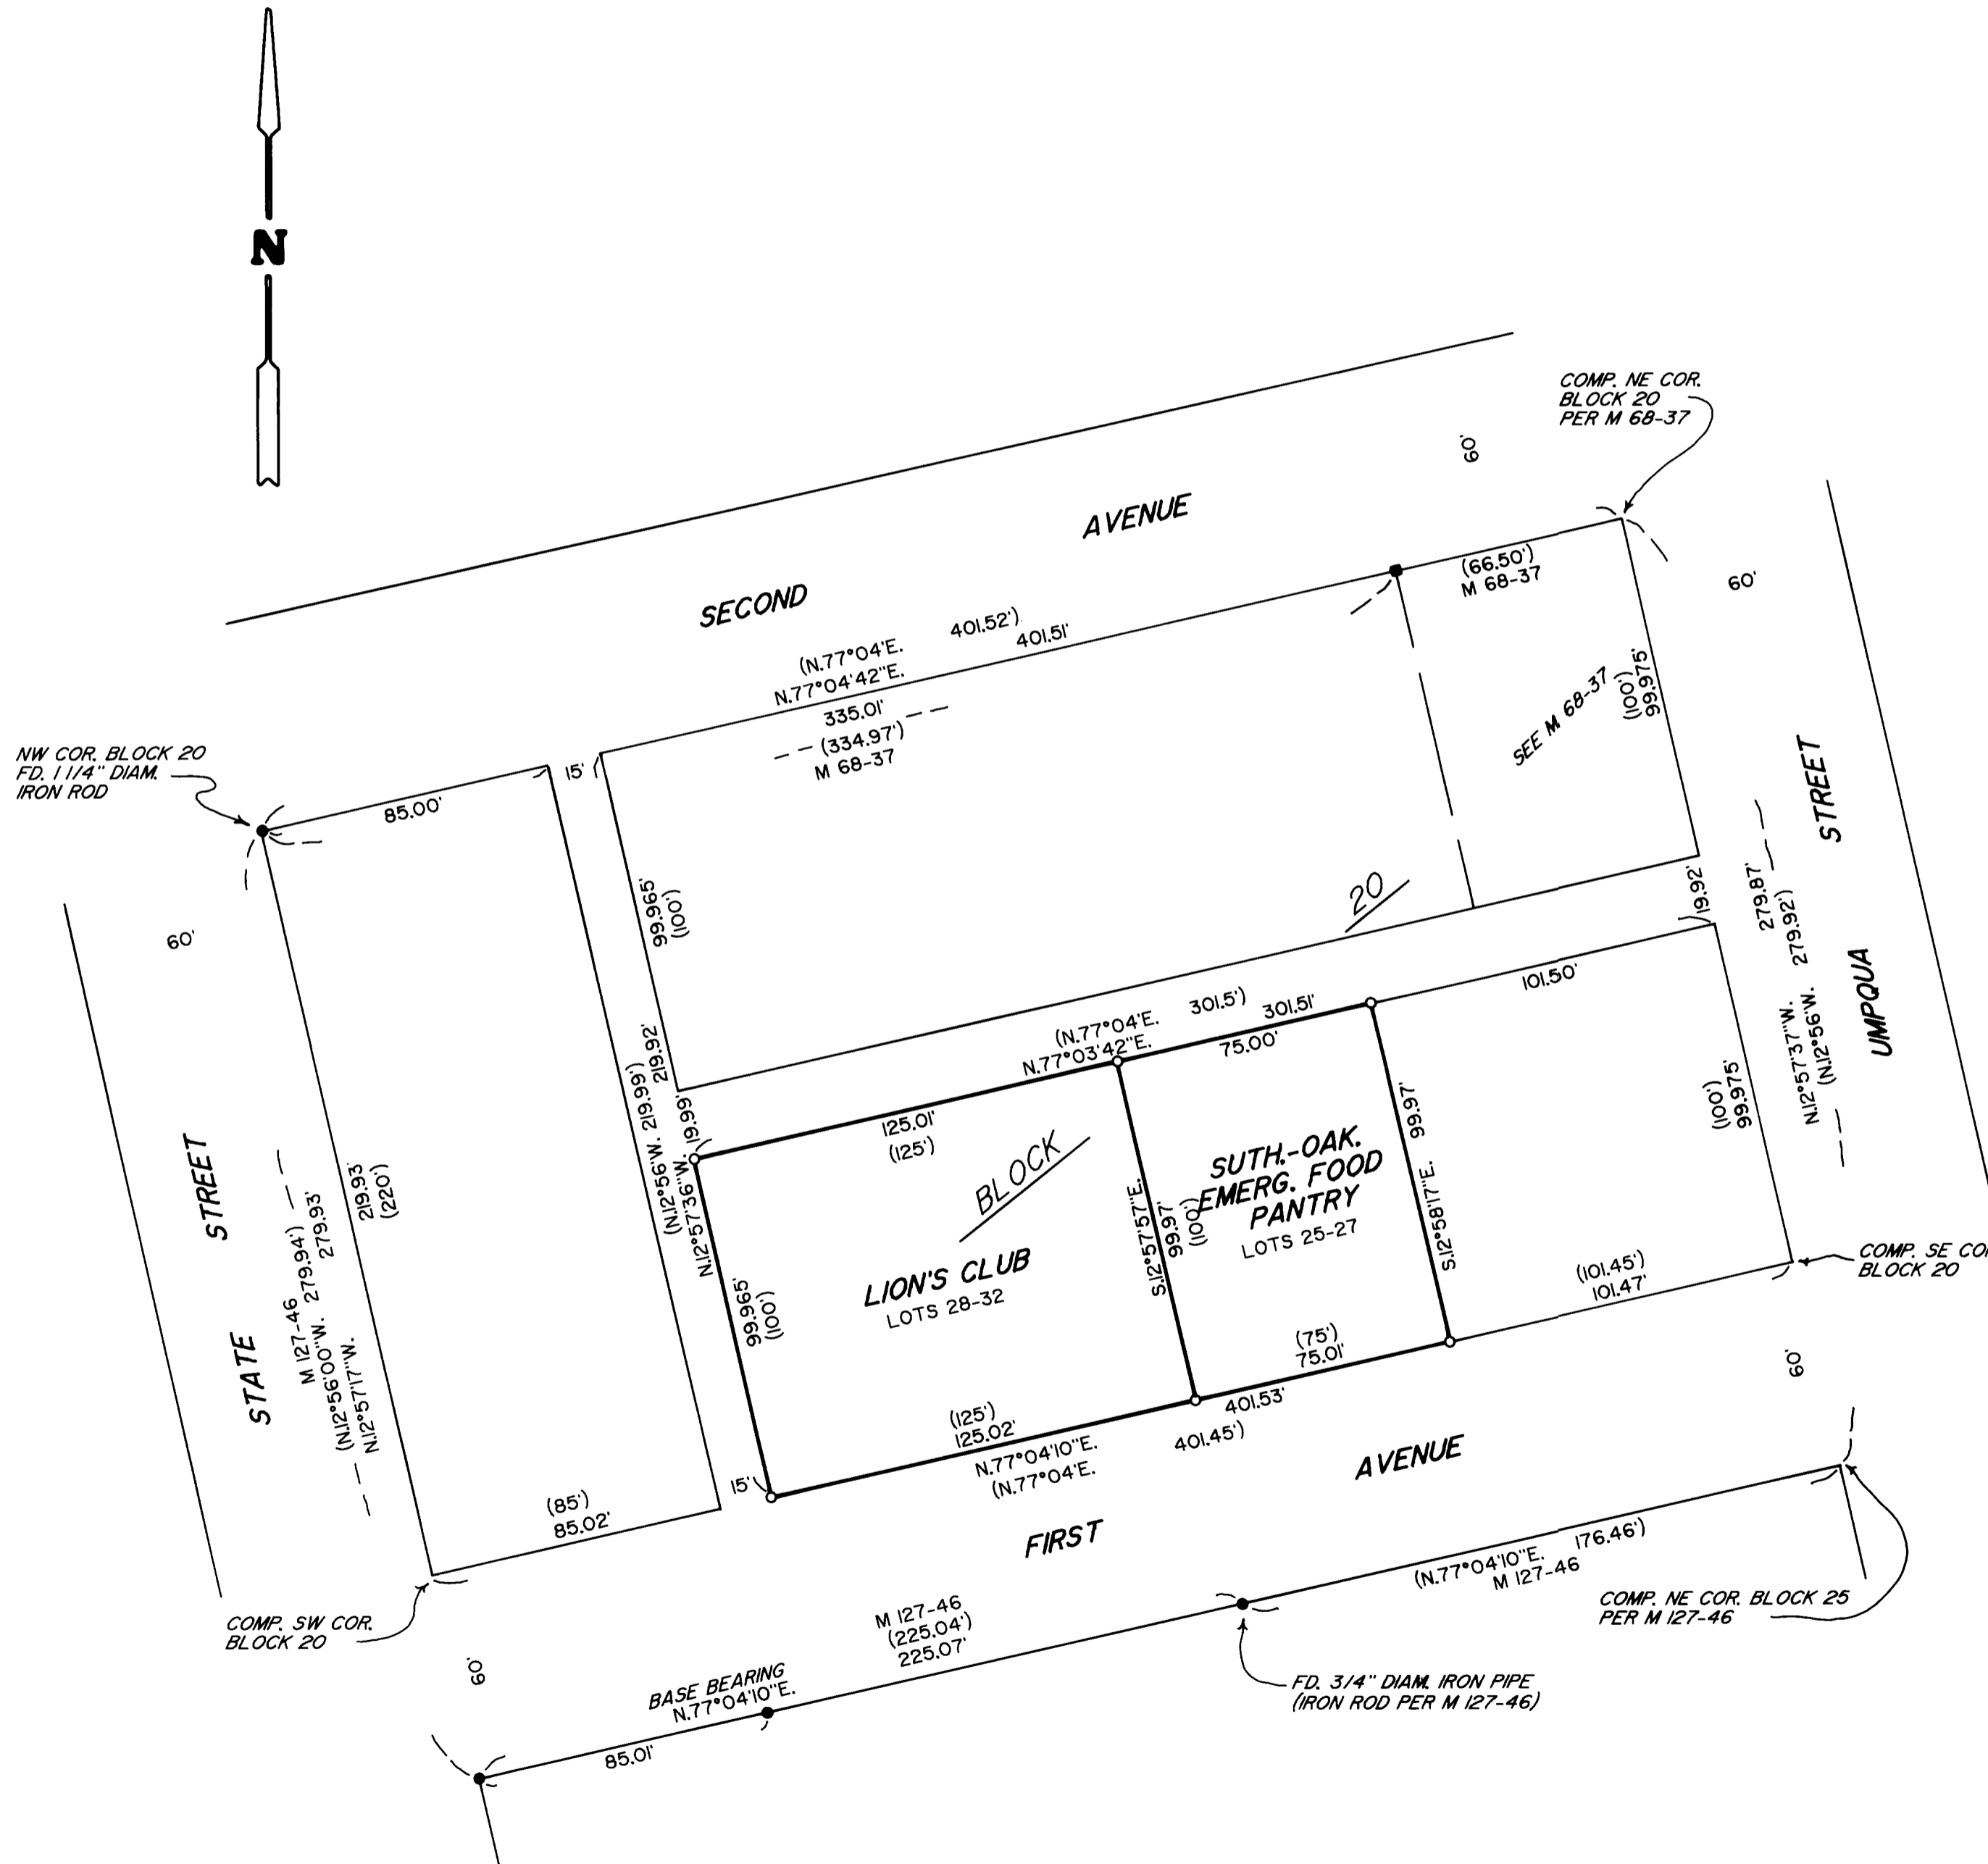 N
COMP. NE COR.
BLOCK 20
PER M 68-37
60'
SECOND AVENUE
(66.50')
M 68-37
60'
(N.77°04'E. 401.52')
N.77°04'42"E. 401.51'
335.01'
(334.97')
M 68-37
SEE M 68-37
(100')
99.975'
NW COR. BLOCK 20
FD. 1 1/4" DIAM.
IRON ROD
85.00'
15'
60'
99.965'
(100')
20
19.92'
279.87'
N.12°57'37"W.
(N.12°56'W. 279.92')
UMPQUA STREET
(N.77°04'E. 301.5')
N.77°03'42"E. 301.51'
75.00'
101.50'
219.92'
(N.12°56'W. 219.99')
N.12°57'36"W.
19.99'
125.01'
(125')
BLOCK
99.97'
S.12°58'17"E.
(100')
99.975
STATE STREET
M 127-46
(N.12°56'00"W. 279.94')
N.12°57'17"W. 279.93'
219.93'
(220')
99.965'
(100')
LION'S CLUB
LOTS 28-32
S.12°57'57"E.
99.97'
(100')
SUTH.-OAK.
EMERG. FOOD
PANTRY
LOTS 25-27
COMP. SE CO
BLOCK 20
(101.45')
101.47'
(75')
75.01'
60'
(125')
125.02'
401.53'
N.77°04'10"E.
(N.77°04'E. 401.45')
15'
(85')
85.02'
FIRST AVENUE
COMP. SW COR.
BLOCK 20
60'
M 127-46
(225.04')
225.07'
(N.77°04'10"E. 176.46')
M 127-46
COMP. NE COR. BLOCK 25
PER M 127-46
BASE BEARING
N.77°04'10"E.
85.01'
FD. 3/4" DIAM. IRON PIPE
(IRON ROD PER M 127-46)